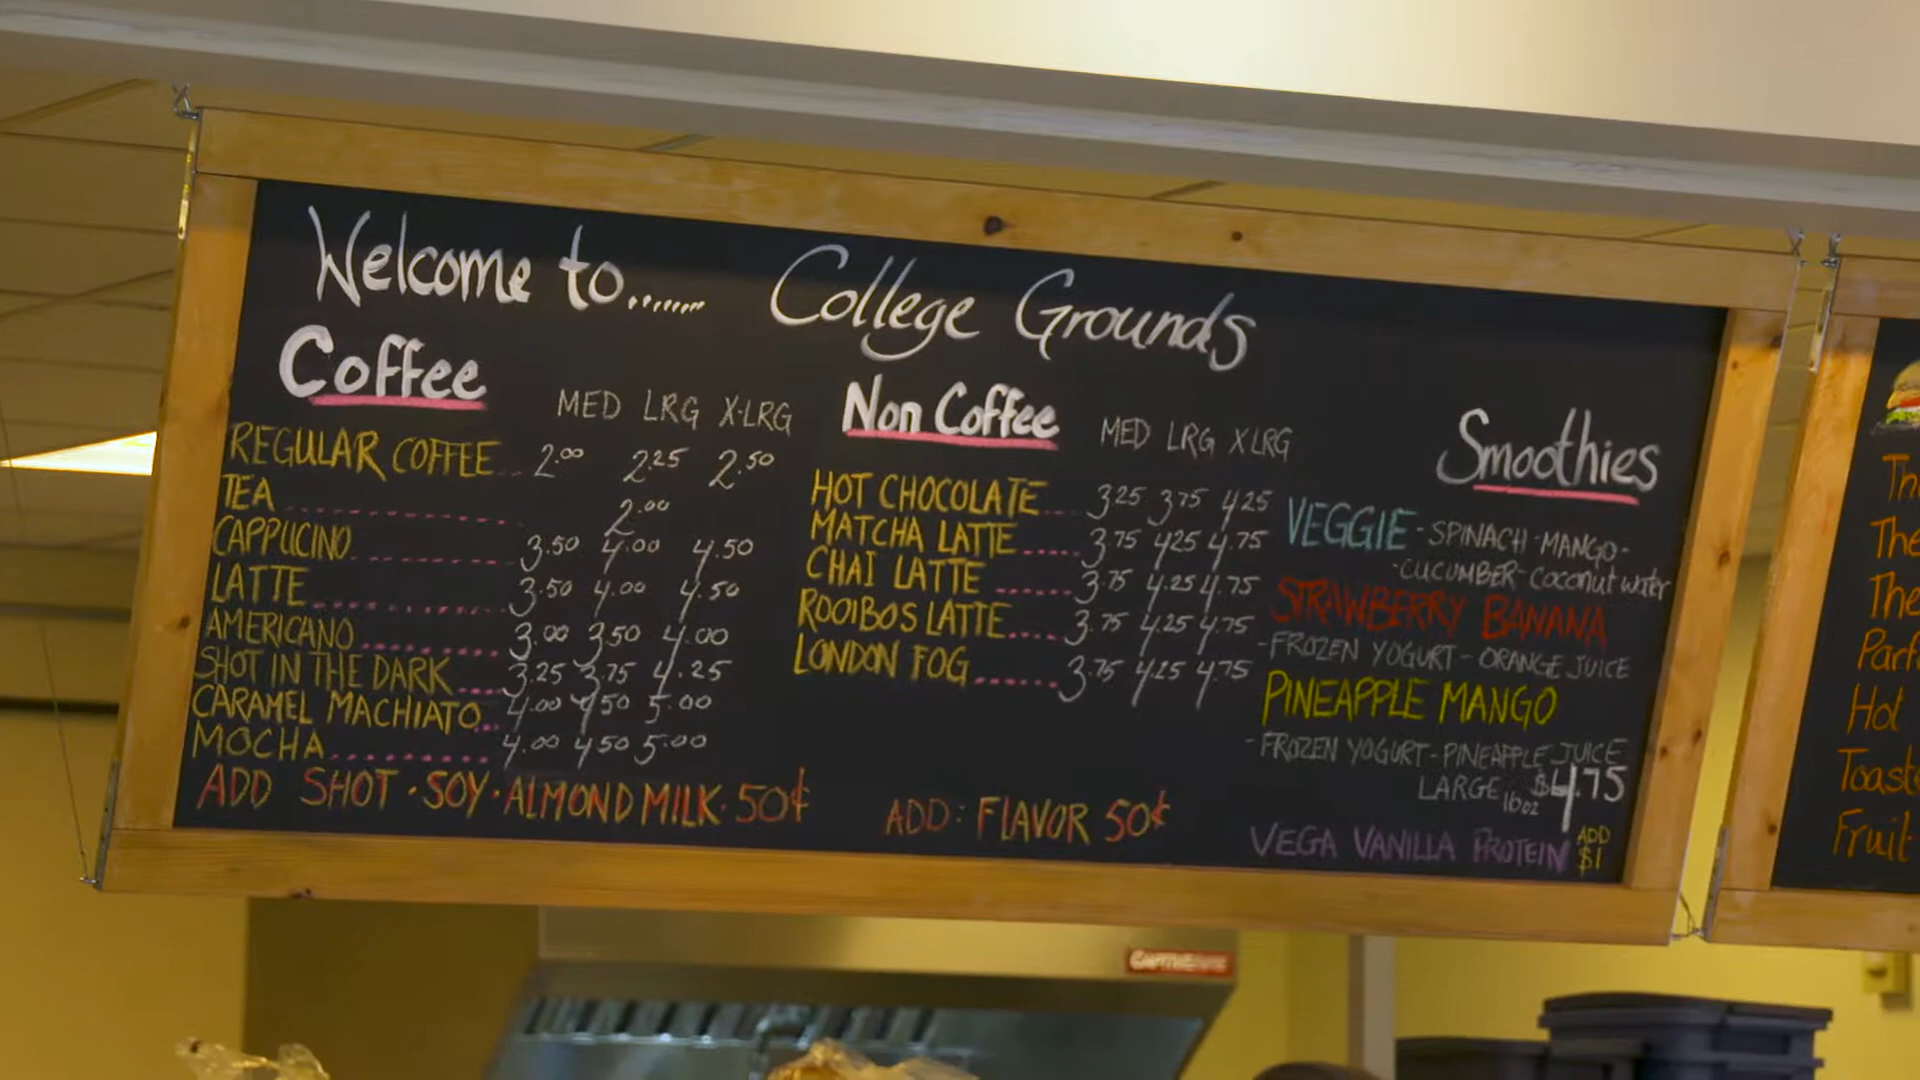 Welcome to....... College Grounds
Coffee MED LRG X-LRG
REGULAR COFFEE.. 2.00 2.25 2.50
TEA 2.00
CAPPUCINO 3.50 4.00 4.50
LATTE 3.50 4.00 4.50
AMERICANO 3.00 3.50 4.00
SHOT IN THE DARK 3.25 3.75 4.25
CARAMEL MACHIATO 4.00 4.50 5.00
MOCHA 4.00 4.50 5.00
ADD SHOT · SOY · ALMOND MILK · 50¢
Non Coffee MED LRG XLRG
HOT CHOCOLATE 3.25 3.75 4.25
MATCHA LATTE 3.75 4.25 4.75
CHAI LATTE 3.75 4.25 4.75
ROOIBOS LATTE 3.75 4.25 4.75
LONDON FOG 3.75 4.25 4.75
ADD: FLAVOR 50¢
Smoothies
VEGGIE - SPINACH - MANGO -
- CUCUMBER - Coconut water
STRAWBERRY BANANA
- FROZEN YOGURT - ORANGE JUICE
PINEAPPLE MANGO
- FROZEN YOGURT - PINEAPPLE JUICE
LARGE 16oz $4.75
VEGA VANILLA PROTEIN ADD $1
The
The
Hot
Fruit